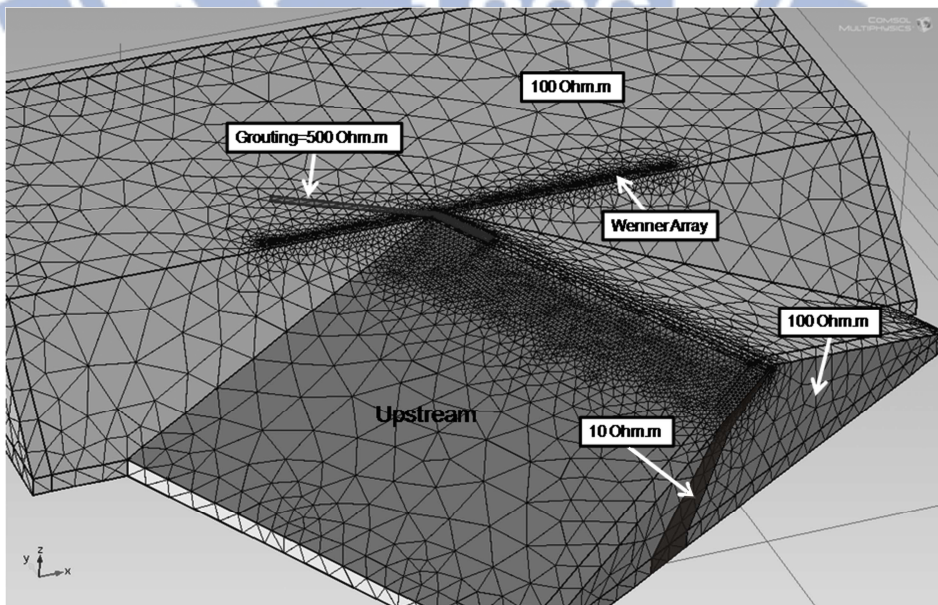 COMSOL
MULTIPHYSICS
100 Ohm.m
Grouting=500 Ohm.m
Wenner Array
100 Ohm.m
Upstream
10 Ohm.m
z
y
x